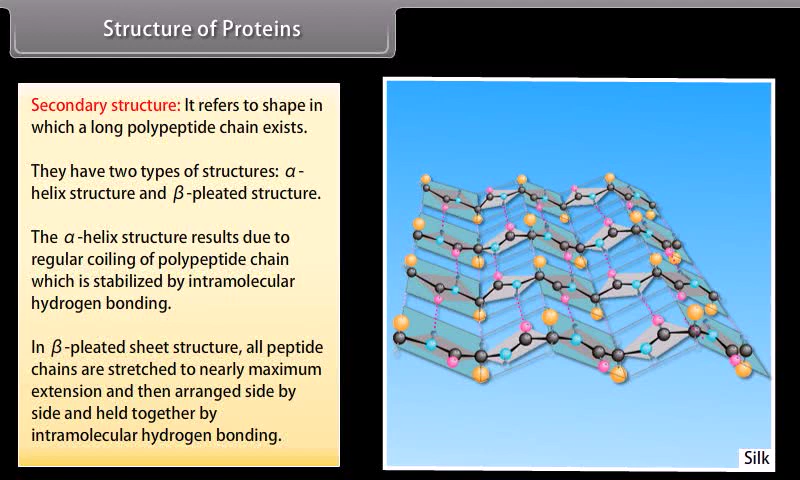 Structure of Proteins
Secondary structure: It refers to shape in
which a long polypeptide chain exists.
They have two types of structures: α-
helix structure and β-pleated structure.
The α-helix structure results due to
regular coiling of polypeptide chain
which is stabilized by intramolecular
hydrogen bonding.
In β-pleated sheet structure, all peptide
chains are stretched to nearly maximum
extension and then arranged side by
side and held together by
intramolecular hydrogen bonding.
Silk